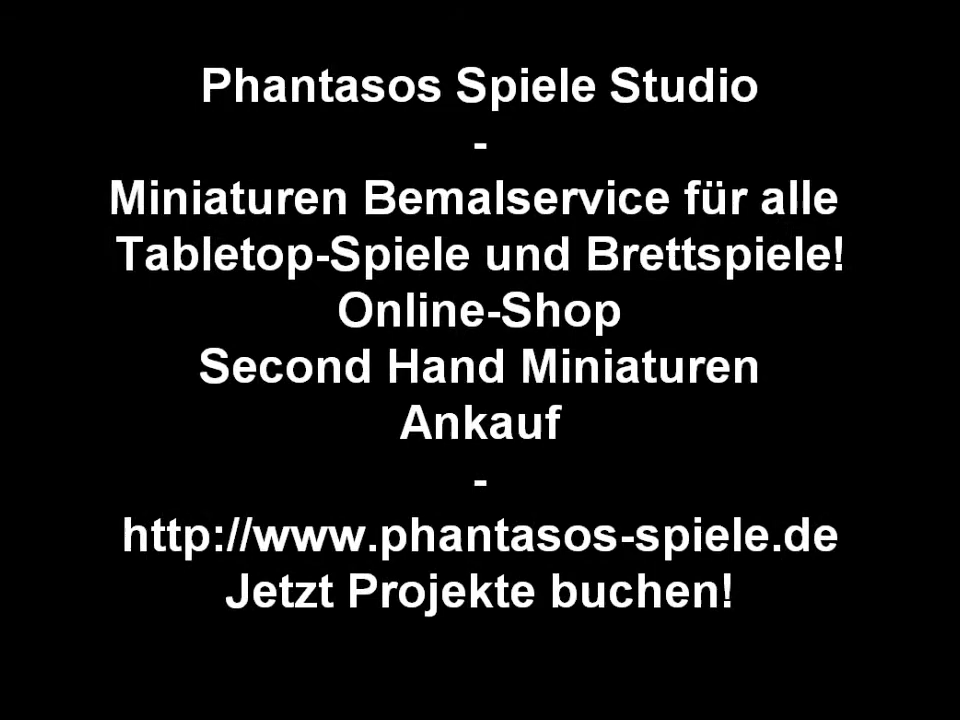 Phantasos Spiele Studio
-
Miniaturen Bemalservice für alle
Tabletop-Spiele und Brettspiele!
Online-Shop
Second Hand Miniaturen
Ankauf
-
http://www.phantasos-spiele.de
Jetzt Projekte buchen!